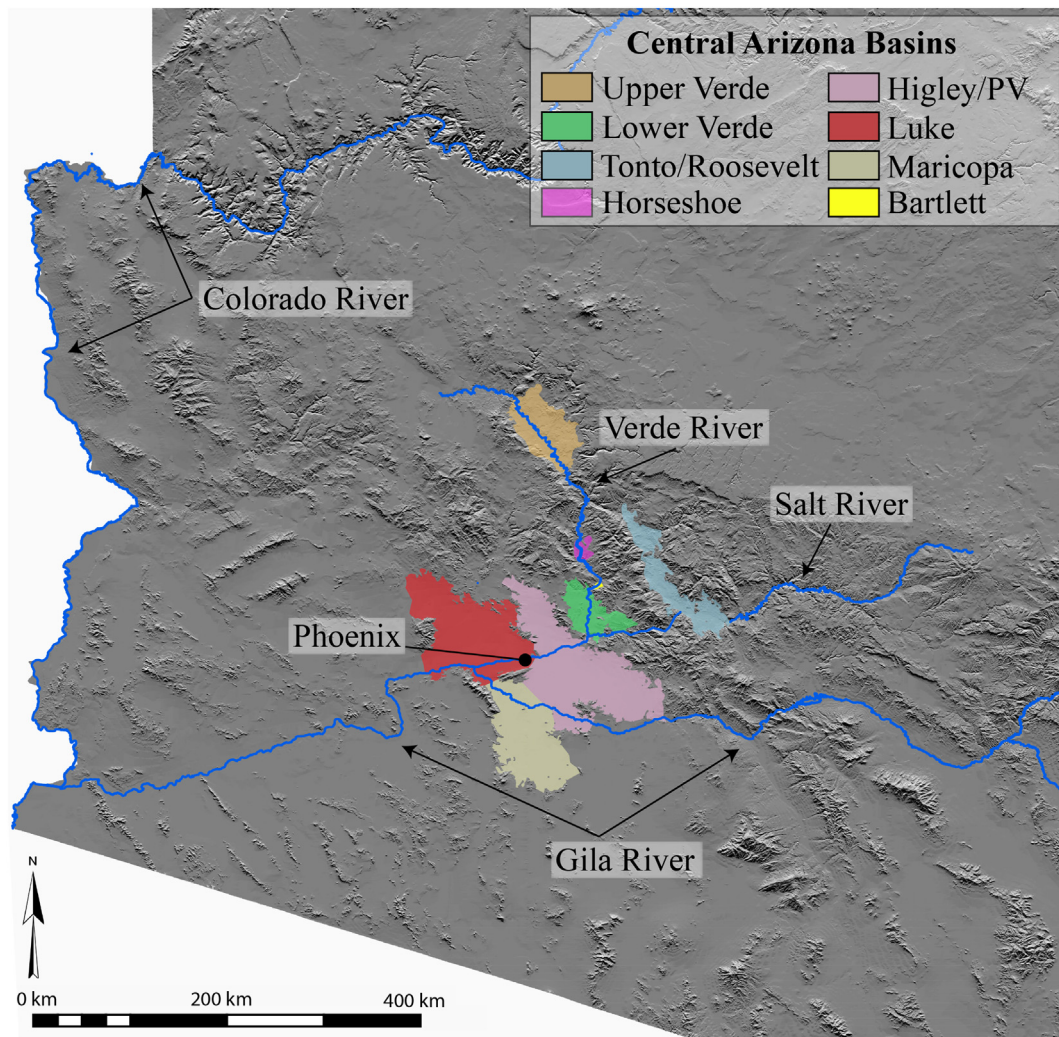 Central Arizona Basins
Upper Verde
Higley/PV
Lower Verde
Luke
Tonto/Roosevelt
Maricopa
Horseshoe
Bartlett
Colorado River
Verde River
Salt River
Phoenix
Gila River
N
0 km 200 km 400 km